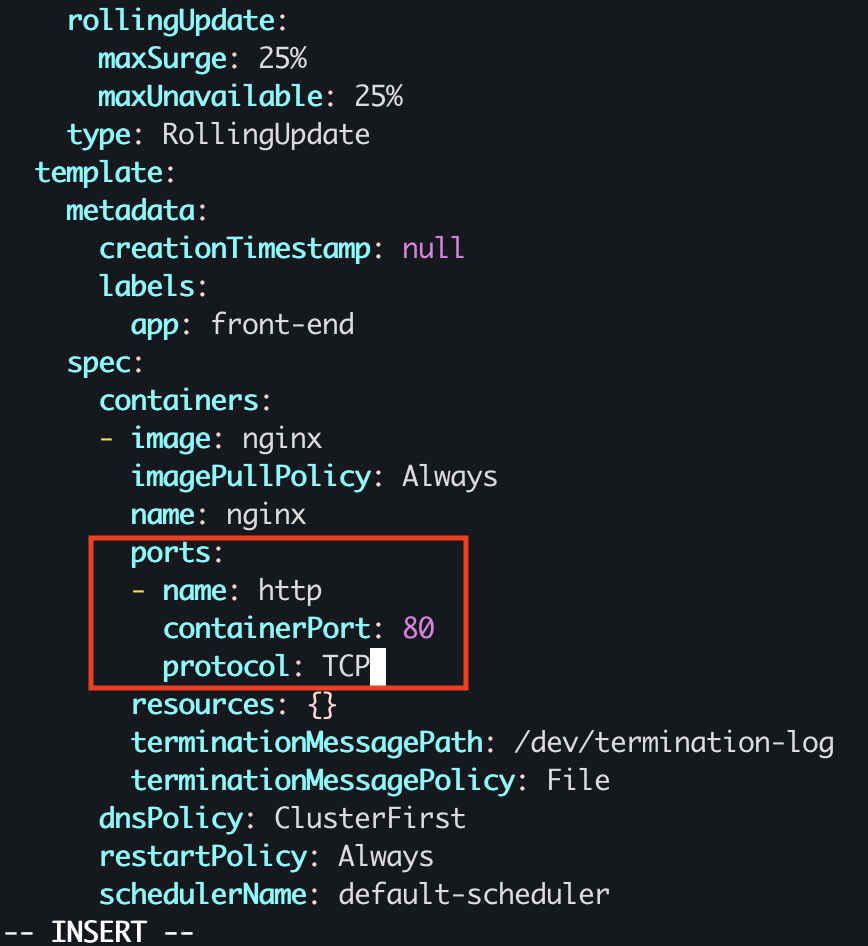 rollingUpdate:
maxSurge: 25%
maxUnavailable: 25%
type: RollingUpdate
template:
metadata:
creationTimestamp: null
labels:
app: front-end
spec:
containers:
- image: nginx
imagePullPolicy: Always
name: nginx
ports:
- name: http
containerPort: 80
protocol: TCP
resources: {}
terminationMessagePath: /dev/termination-log
terminationMessagePolicy: File
dnsPolicy: ClusterFirst
restartPolicy: Always
schedulerName: default-scheduler
-- INSERT --